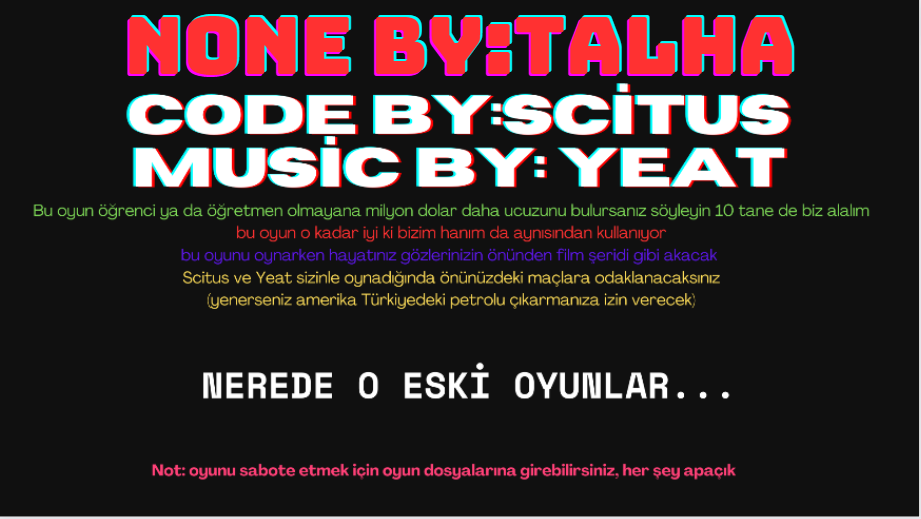 NONE BY:TALHA
CODE BY:SCİTUS
MUSİC BY: YEAT
Bu oyun öğrenci ya da öğretmen olmayana milyon dolar daha ucuzunu bulursanız söyleyin 10 tane de biz alalım
bu oyun o kadar iyi ki bizim hanım da aynısından kullanıyor
bu oyunu oynarken hayatınız gözlerinizin önünden film şeridi gibi akacak
Scitus ve Yeat sizinle oynadığında önünüzdeki maçlara odaklanacaksınız
(yenerseniz amerika Türkiyedeki petrolu çıkarmanıza izin verecek)
NEREDE O ESKİ OYUNLAR...
Not: oyunu sabote etmek için oyun dosyalarına girebilirsiniz, her şey apaçık